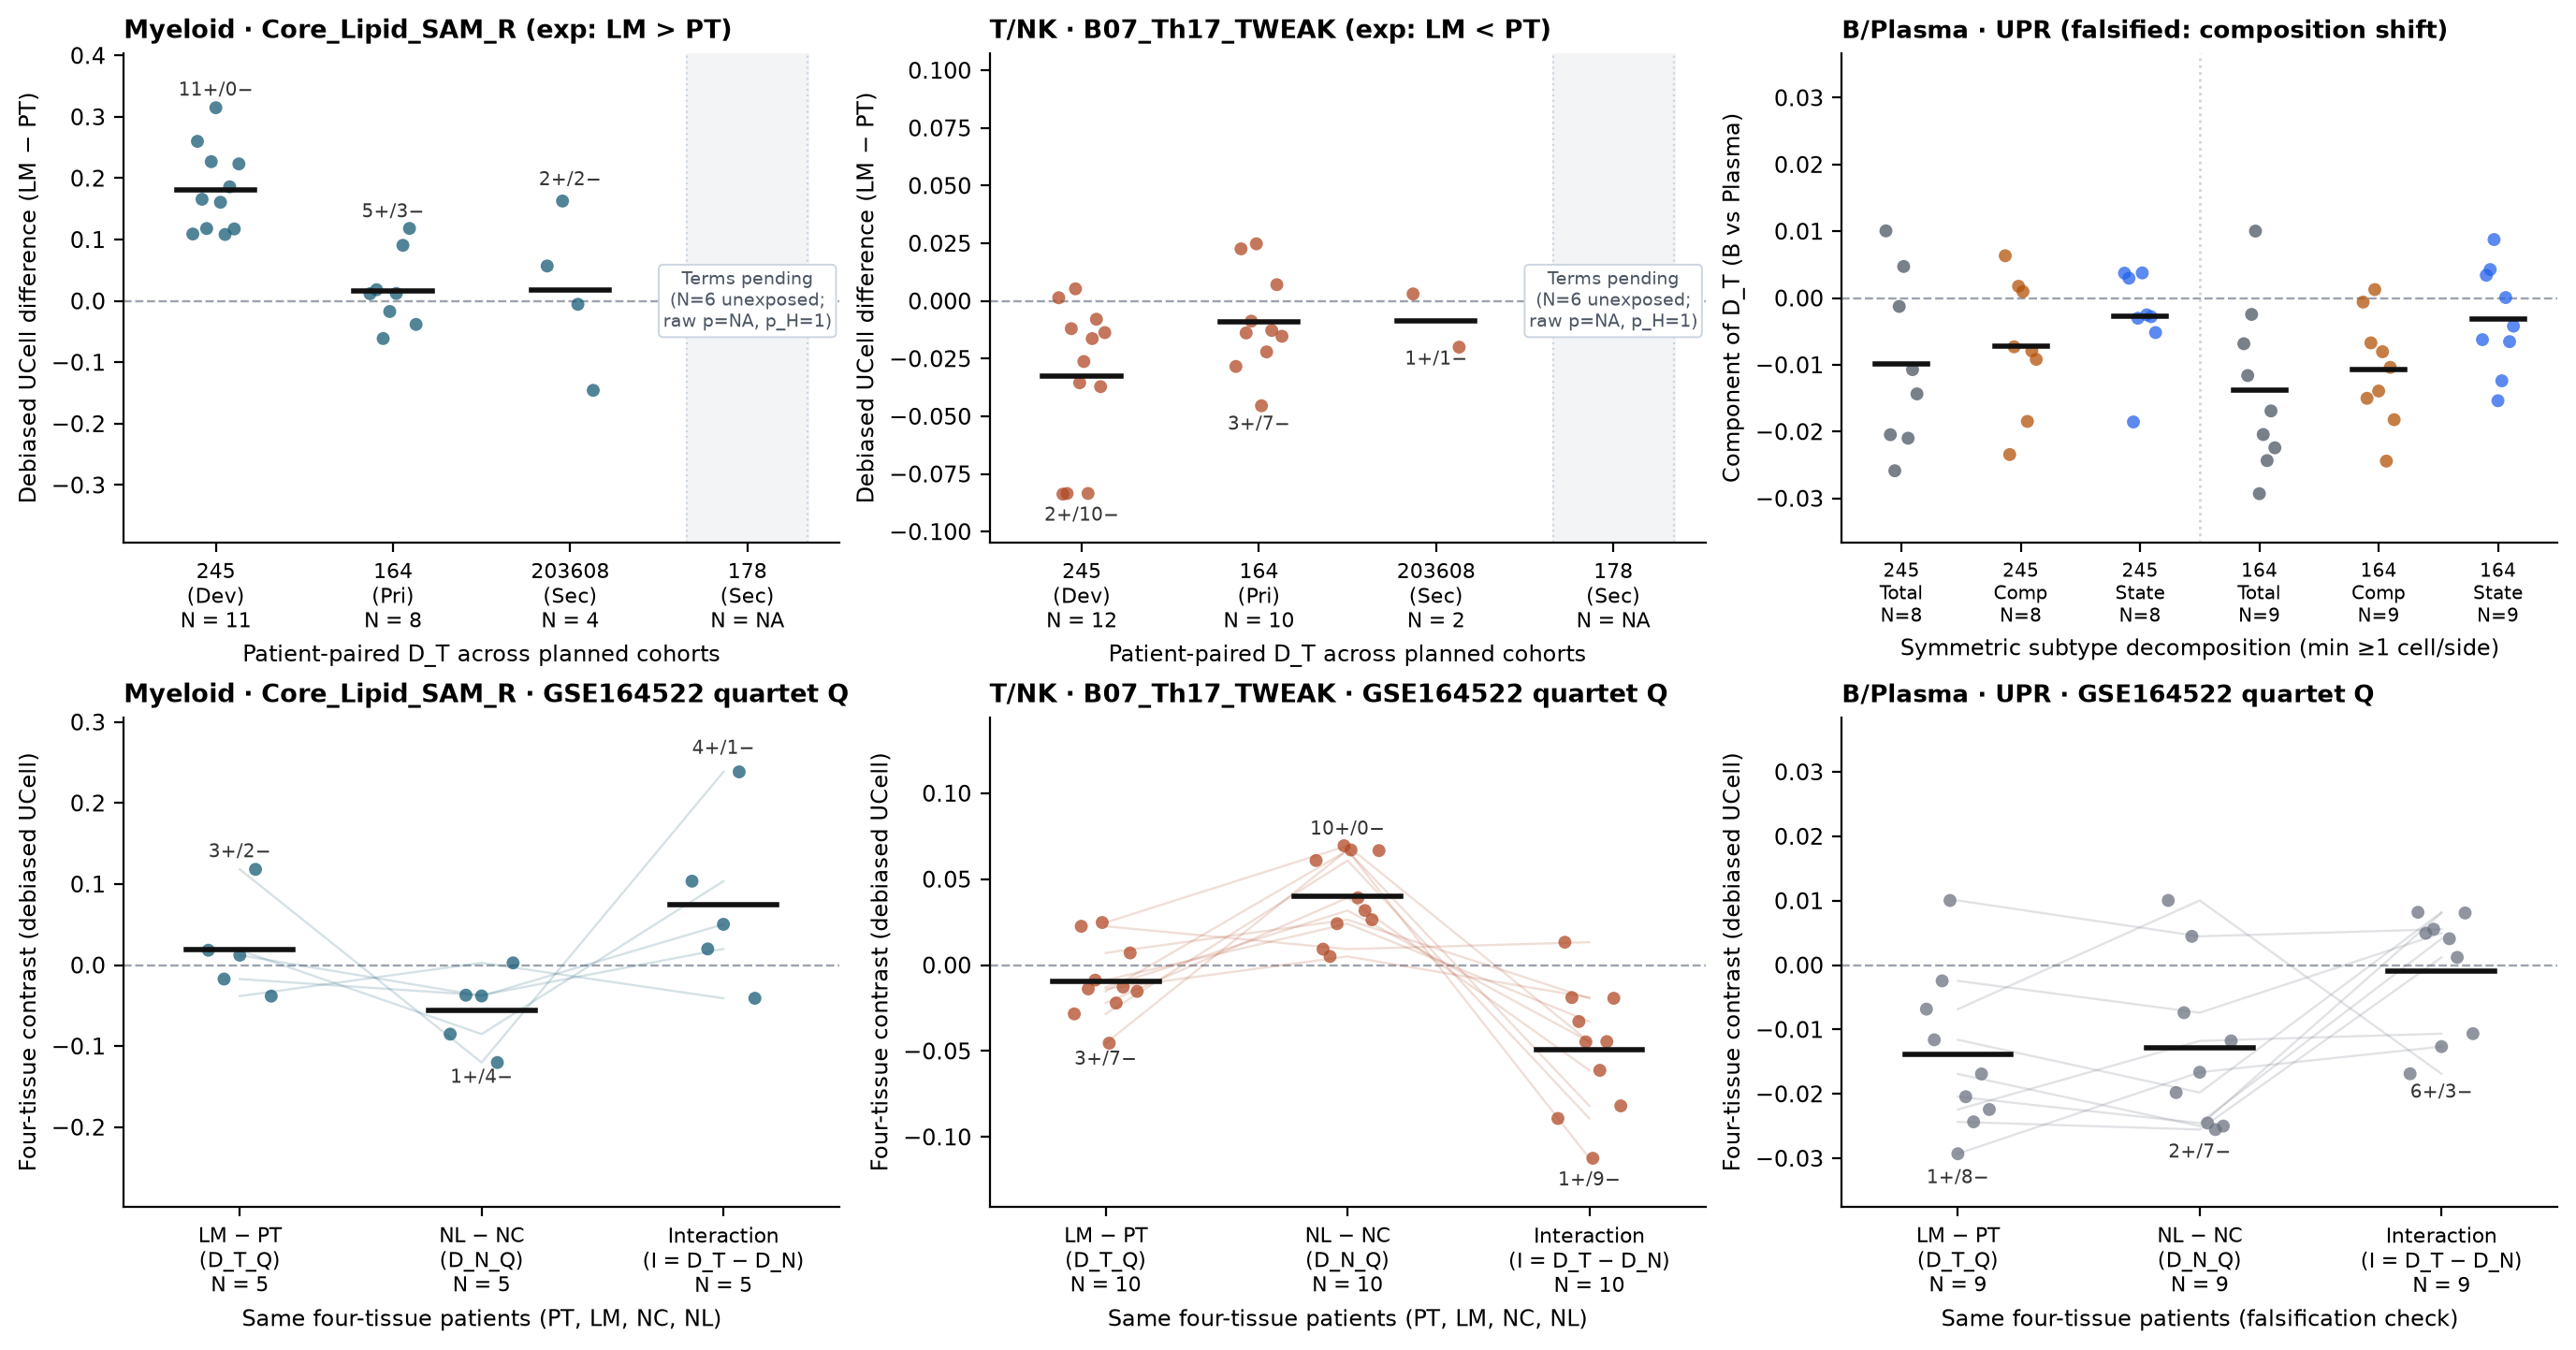 Myeloid · Core_Lipid_SAM_R (exp: LM > PT)
Debiased UCell difference (LM − PT)
0.4
0.3
0.2
0.1
0.0
−0.1
−0.2
−0.3
11+/0−
5+/3−
2+/2−
Terms pending
(N=6 unexposed;
raw p=NA, p_H=1)
245
(Dev)
N = 11
164
(Pri)
N = 8
203608
(Sec)
N = 4
178
(Sec)
N = NA
Patient-paired D_T across planned cohorts
T/NK · B07_Th17_TWEAK (exp: LM < PT)
Debiased UCell difference (LM − PT)
0.100
0.075
0.050
0.025
0.000
−0.025
−0.050
−0.075
−0.100
2+/10−
3+/7−
1+/1−
Terms pending
(N=6 unexposed;
raw p=NA, p_H=1)
245
(Dev)
N = 12
164
(Pri)
N = 10
203608
(Sec)
N = 2
178
(Sec)
N = NA
Patient-paired D_T across planned cohorts
B/Plasma · UPR (falsified: composition shift)
Component of D_T (B vs Plasma)
0.03
0.02
0.01
0.00
−0.01
−0.02
−0.03
245
Total
N=8
245
Comp
N=8
245
State
N=8
164
Total
N=9
164
Comp
N=9
164
State
N=9
Symmetric subtype decomposition (min ≥1 cell/side)
Myeloid · Core_Lipid_SAM_R · GSE164522 quartet Q
Four-tissue contrast (debiased UCell)
0.3
0.2
0.1
0.0
−0.1
−0.2
3+/2−
1+/4−
4+/1−
LM − PT
(D_T_Q)
N = 5
NL − NC
(D_N_Q)
N = 5
Interaction
(I = D_T − D_N)
N = 5
Same four-tissue patients (PT, LM, NC, NL)
T/NK · B07_Th17_TWEAK · GSE164522 quartet Q
Four-tissue contrast (debiased UCell)
0.10
0.05
0.00
−0.05
−0.10
3+/7−
10+/0−
1+/9−
LM − PT
(D_T_Q)
N = 10
NL − NC
(D_N_Q)
N = 10
Interaction
(I = D_T − D_N)
N = 10
Same four-tissue patients (PT, LM, NC, NL)
B/Plasma · UPR · GSE164522 quartet Q
Four-tissue contrast (debiased UCell)
0.03
0.02
0.01
0.00
−0.01
−0.02
−0.03
1+/8−
2+/7−
6+/3−
LM − PT
(D_T_Q)
N = 9
NL − NC
(D_N_Q)
N = 9
Interaction
(I = D_T − D_N)
N = 9
Same four-tissue patients (falsification check)